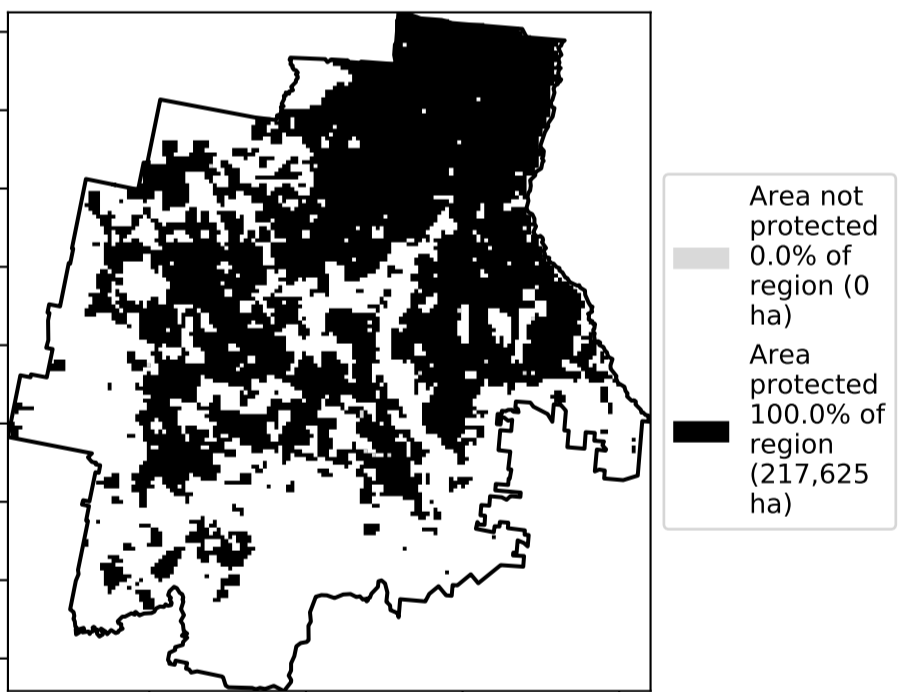 Area not
protected
0.0% of
region (0
ha)
Area
protected
100.0% of
region
(217,625
ha)